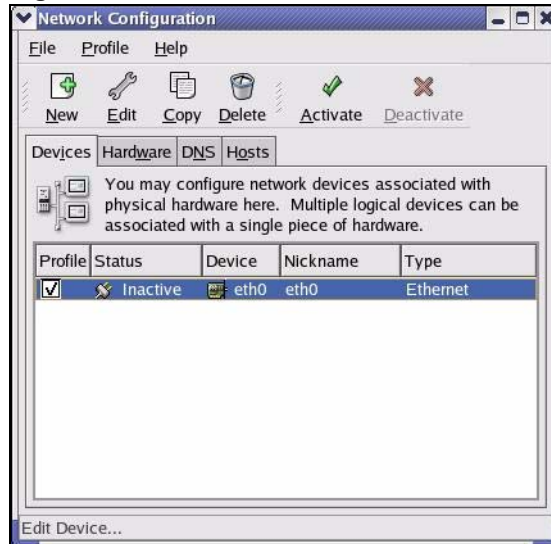 Network Configuration
File Profile Help
New Edit Copy Delete Activate Deactivate
Devices Hardware DNS Hosts
You may configure network devices associated with
physical hardware here. Multiple logical devices can be
associated with a single piece of hardware.
Profile Status Device Nickname Type
Inactive eth0 eth0 Ethernet
Edit Device...